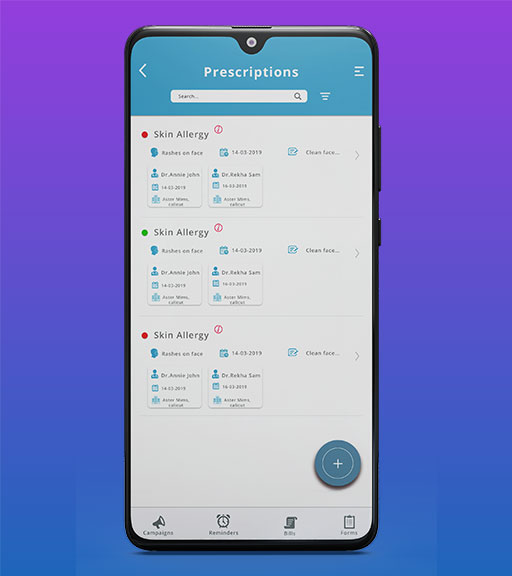 Prescriptions
Search...
Skin Allergy
Rashes on face 14-03-2019 Clean face...
Dr.Annie John Dr.Rekha Sam
14-03-2019 16-03-2019
Aster Mims, Aster Mims,
calicut calicut
Skin Allergy
Rashes on face 14-03-2019 Clean face...
Dr.Annie John Dr.Rekha Sam
14-03-2019 16-03-2019
Aster Mims, Aster Mims,
calicut calicut
Skin Allergy
Rashes on face 14-03-2019 Clean face...
Dr.Annie John Dr.Rekha Sam
14-03-2019 16-03-2019
Aster Mims, Aster Mims,
calicut calicut
Campaigns Reminders Bills Forms